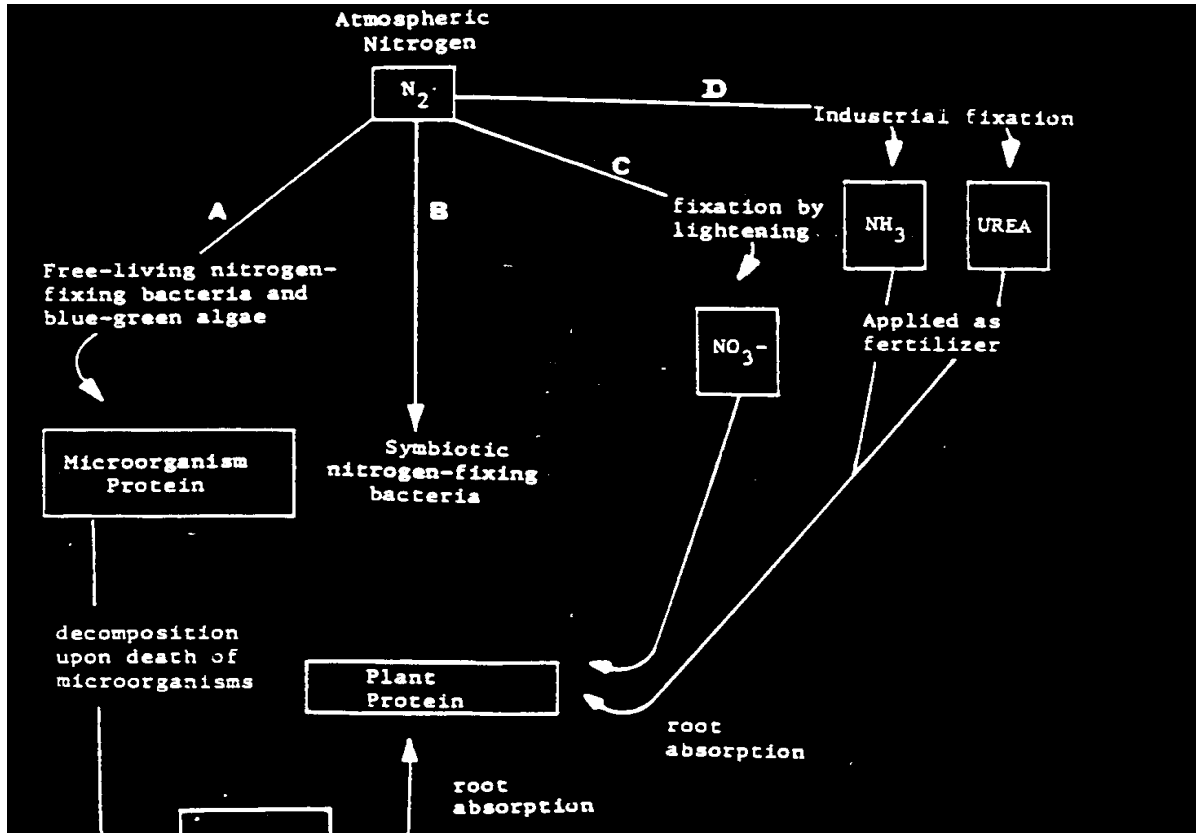 Atmospheric
Nitrogen
N2
D
Industrial fixation
C
A
B
fixation by
lightening
NH3
UREA
Free-living nitrogen-
fixing bacteria and
blue-green algae
NO3-
Applied as
fertilizer
Microorganism
Protein
Symbiotic
nitrogen-fixing
bacteria
decomposition
upon death of
microorganisms
Plant
Protein
root
absorption
root
absorption